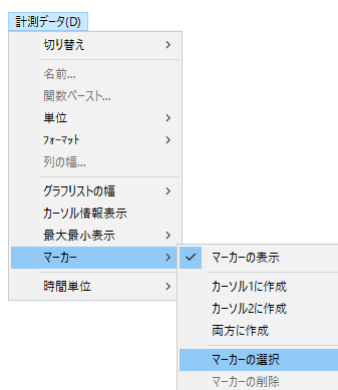 計測データ(D)
切り替え
名前...
関数ペースト...
単位
フォーマット
列の幅...
グラフリストの幅
カーソル情報表示
最大最小表示
マーカー
時間単位
マーカーの表示
カーソル1に作成
カーソル2に作成
両方に作成
マーカーの選択
マーカーの削除